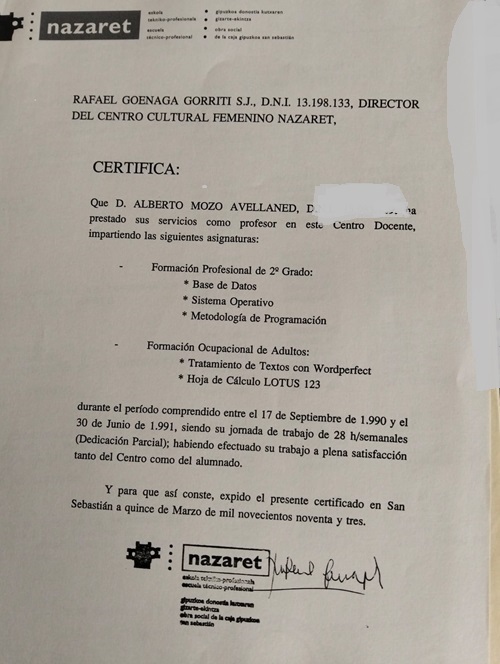 nazaret
eskola
tekniko-profesionala
escuela
técnico-profesional
gipuzkoa donostia kutxaren
gizarte-ekintza
obra social
de la caja gipuzkoa san sebastián
RAFAEL GOENAGA GORRITI S.J., D.N.I. 13.198.133, DIRECTOR
DEL CENTRO CULTURAL FEMENINO NAZARET,
CERTIFICA:
Que D. ALBERTO MOZO AVELLANED, D
prestado sus servicios como profesor en este Centro Docente,
impartiendo las siguientes asignaturas:
- Formación Profesional de 2º Grado:
* Base de Datos
* Sistema Operativo
* Metodología de Programación
- Formación Ocupacional de Adultos:
* Tratamiento de Textos con Wordperfect
* Hoja de Cálculo LOTUS 123
durante el período comprendido entre el 17 de Septiembre de 1.990 y el
30 de Junio de 1.991, siendo su jornada de trabajo de 28 h/semanales
(Dedicación Parcial); habiendo efectuado su trabajo a plena satisfacción
tanto del Centro como del alumnado.
Y para que así conste, expido el presente certificado en San
Sebastián a quince de Marzo de mil novecientos noventa y tres.
nazaret
eskola tekniko-profesionala
escuela técnico-profesional
gipuzkoa donostia kutxaren
gizarte-ekintza
obra social de la caja gipuzkoa
san sebastián